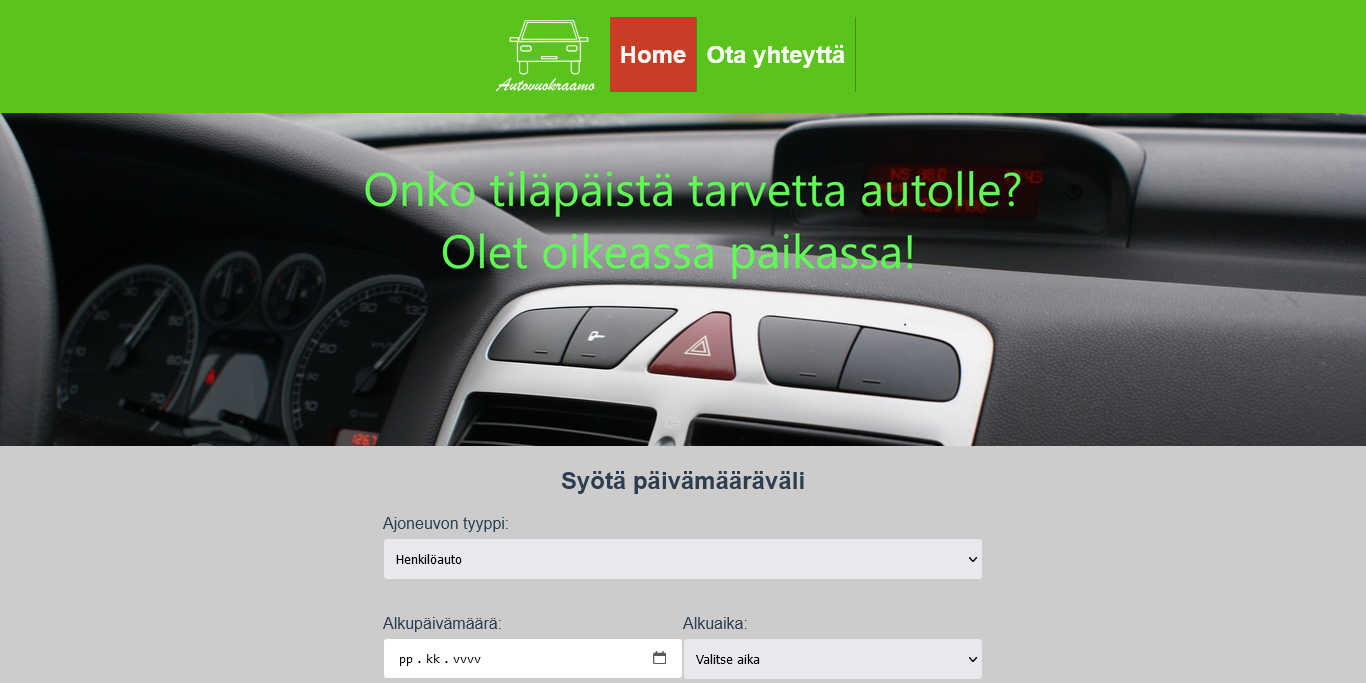 Autovuokraamo
Home
Ota yhteyttä
Onko tiläpäistä tarvetta autolle?
Olet oikeassa paikassa!
Syötä päivämääräväli
Ajoneuvon tyyppi:
Henkilöauto
Alkupäivämäärä:
Alkuaika:
pp . kk . vvvv
Valitse aika